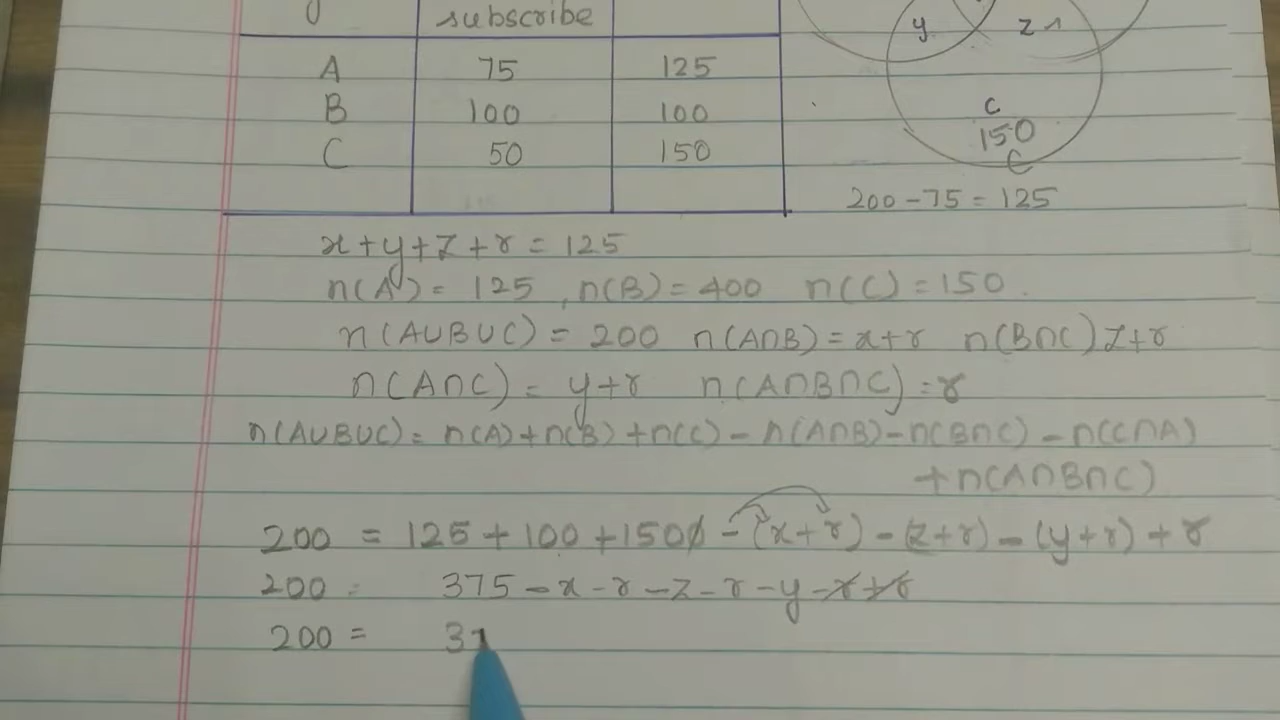 subscribe
A 75 125
B 100 100
C 50 150
y z
C
150
C
200 - 75 = 125
x + y + z + r = 125
n(A) = 125, n(B) = 400 n(C) = 150.
n(A∪B∪C) = 200 n(A∩B) = x+r n(B∩C) z+r
n(A∩C) = y+r n(A∩B∩C) = r
n(A∪B∪C) = n(A)+n(B)+n(C) - n(A∩B) - n(B∩C) - n(C∩A)
+n(A∩B∩C)
200 = 125 + 100 + 150 - (x+r) - (z+r) - (y+r) + r
200 = 375 - x - r - z - r - y - r + r
200 = 37